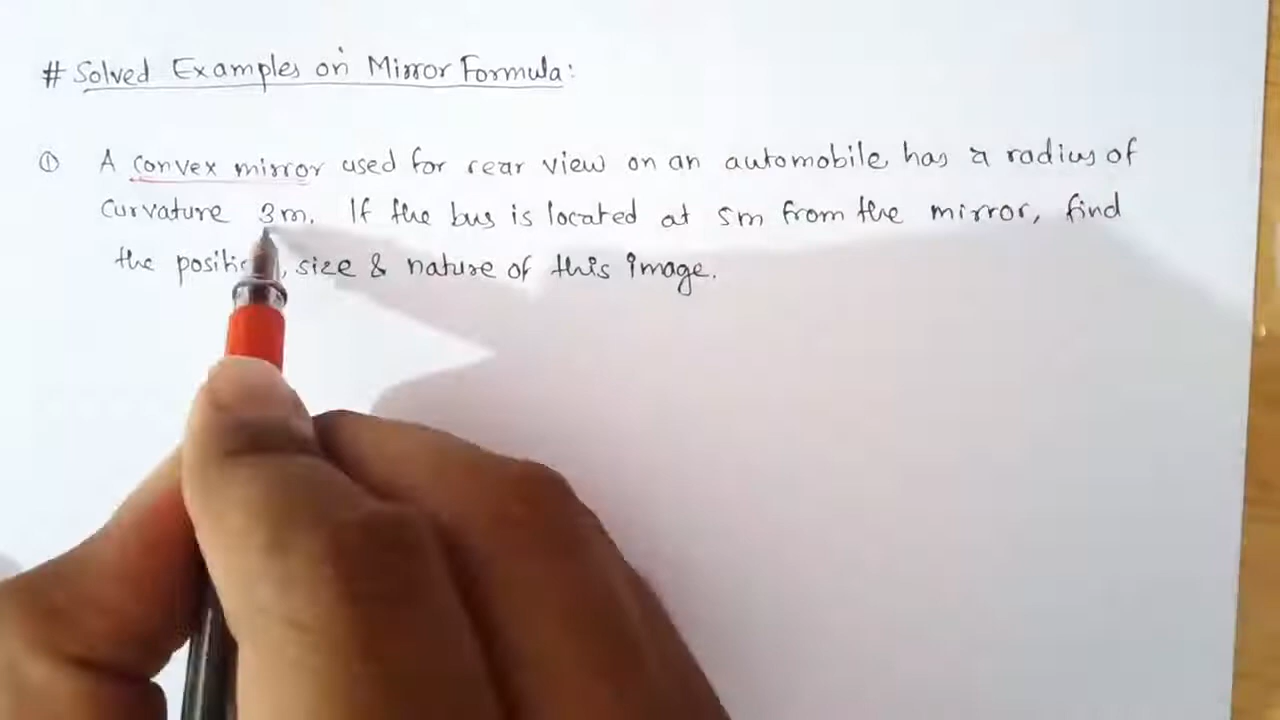 # Solved Examples on Mirror Formula:
① A convex mirror used for rear view on an automobile has a radius of
curvature 3m. If the bus is located at 5m from the mirror, find
the size & nature of this image.